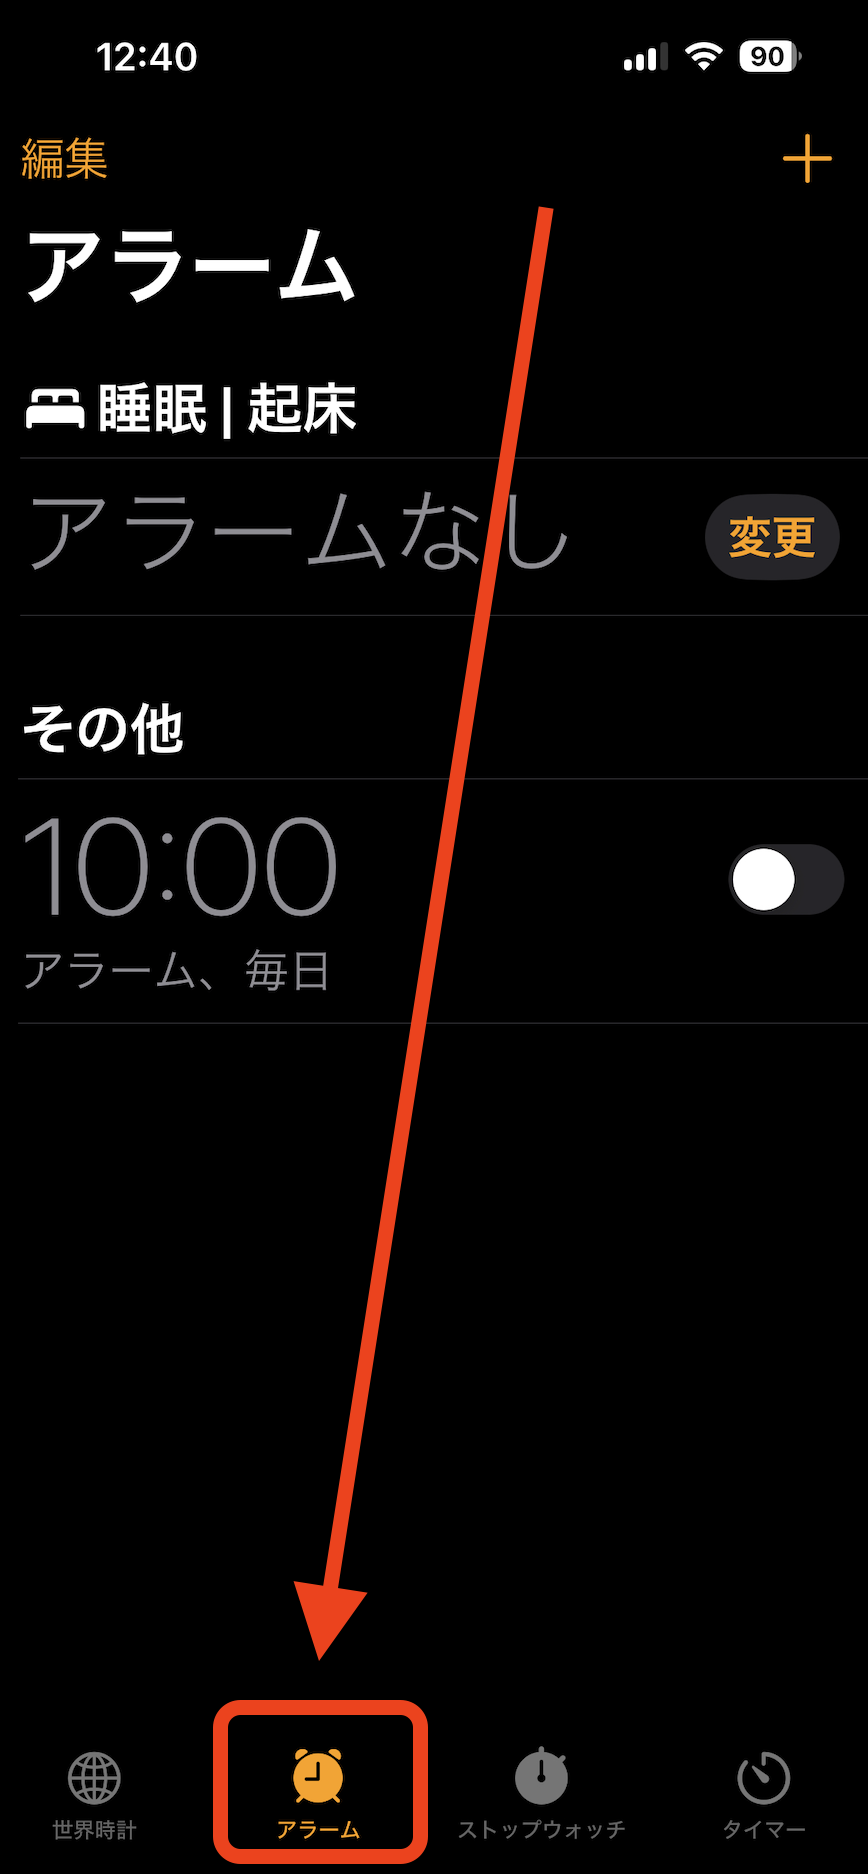 12:40
90
編集
アラーム
睡眠 | 起床
アラームなし
変更
その他
10:00
アラーム、毎日
世界時計
アラーム
ストップウォッチ
タイマー